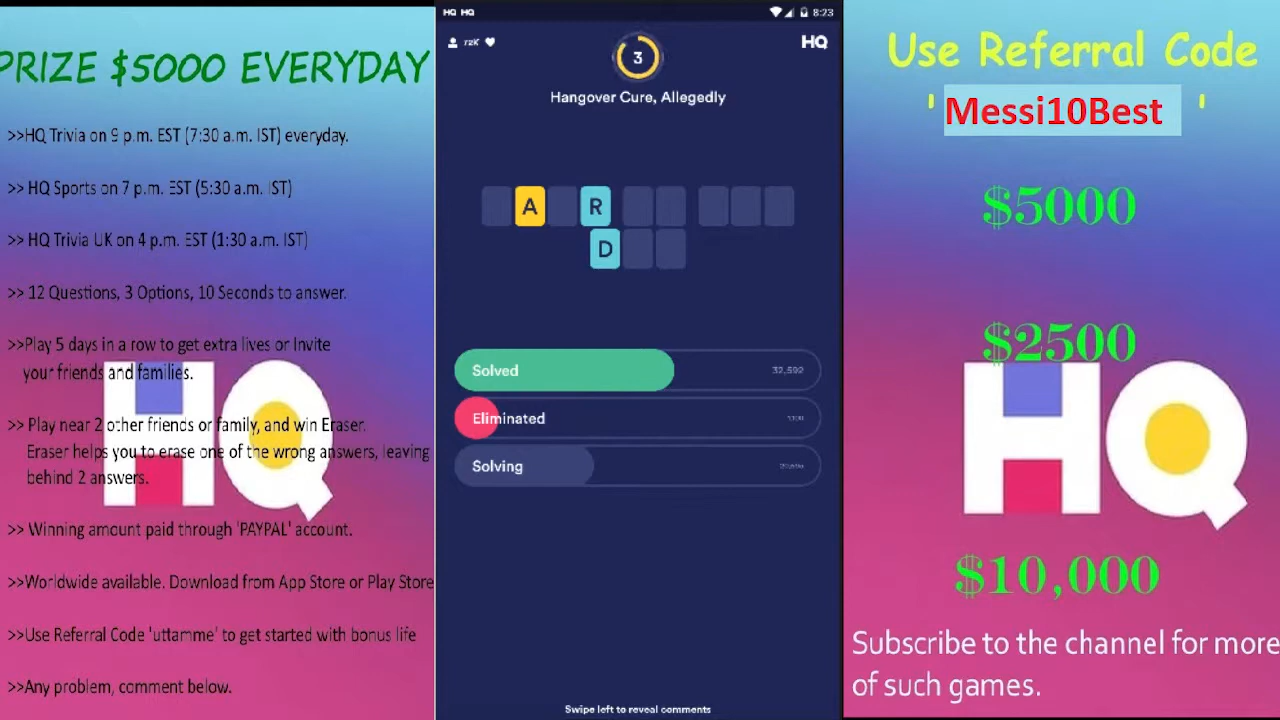 PRIZE $5000 EVERYDAY
>>HQ Trivia on 9 p.m. EST (7:30 a.m. IST) everyday.
>> HQ Sports on 7 p.m. EST (5:30 a.m. IST)
>> HQ Trivia UK on 4 p.m. EST (1:30 a.m. IST)
>> 12 Questions, 3 Options, 10 Seconds to answer.
>>Play 5 days in a row to get extra lives or Invite
your friends and families.
>> Play near 2 other friends or family, and win Eraser.
Eraser helps you to erase one of the wrong answers, leaving
behind 2 answers.
>> Winning amount paid through 'PAYPAL' account.
>>Worldwide available. Download from App Store or Play Store
>>Use Referral Code 'uttamme' to get started with bonus life
>>Any problem, comment below.
HQ
HQ HQ 8:23
72K HQ
3
Hangover Cure, Allegedly
A R
D
Solved 32,592
Eliminated
Solving
Swipe left to reveal comments
Use Referral Code
' Messi10Best '
$5000
$2500
HQ
$10,000
Subscribe to the channel for more
of such games.